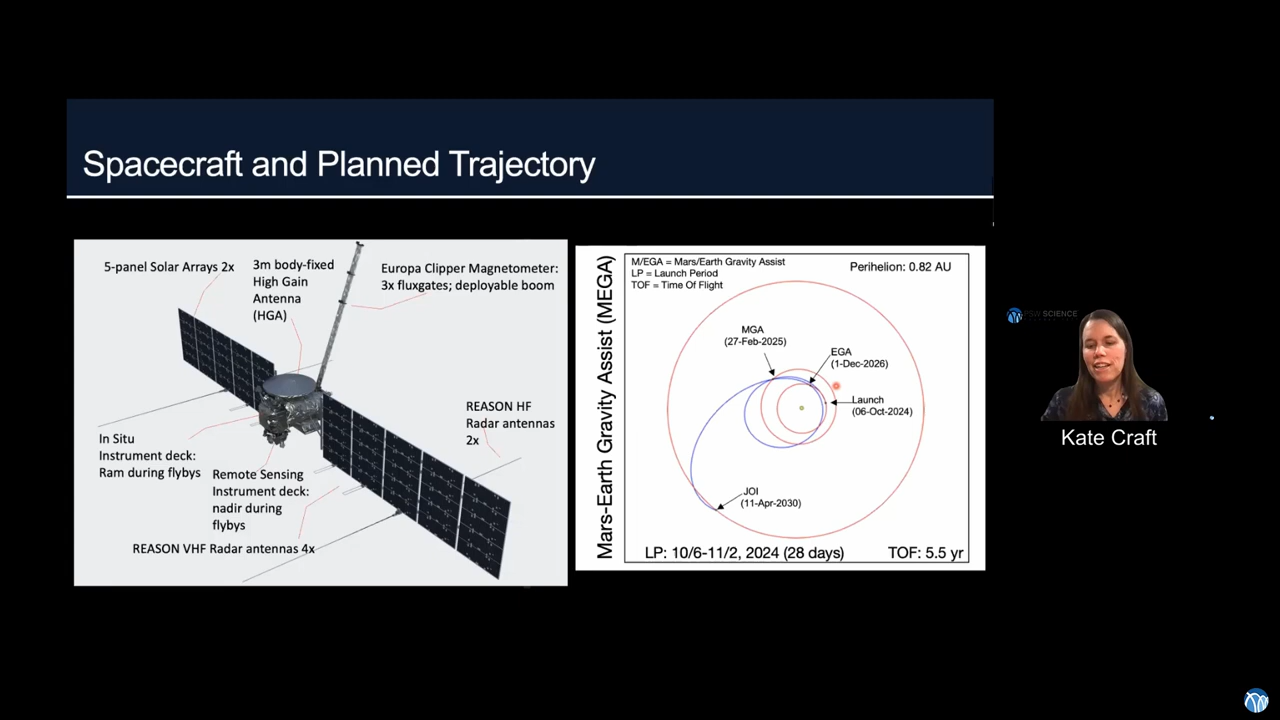 Spacecraft and Planned Trajectory
5-panel Solar Arrays 2x
3m body-fixed
High Gain
Antenna
(HGA)
Europa Clipper Magnetometer:
3x fluxgates; deployable boom
REASON HF
Radar antennas
2x
In Situ
Instrument deck:
Ram during flybys
Remote Sensing
Instrument deck:
nadir during
flybys
REASON VHF Radar antennas 4x
Mars-Earth Gravity Assist (MEGA)
M/EGA = Mars/Earth Gravity Assist
LP = Launch Period
TOF = Time Of Flight
Perihelion: 0.82 AU
MGA
(27-Feb-2025)
EGA
(1-Dec-2026)
Launch
(06-Oct-2024)
JOI
(11-Apr-2030)
LP: 10/6-11/2, 2024 (28 days)
TOF: 5.5 yr
PSW SCIENCE
Kate Craft